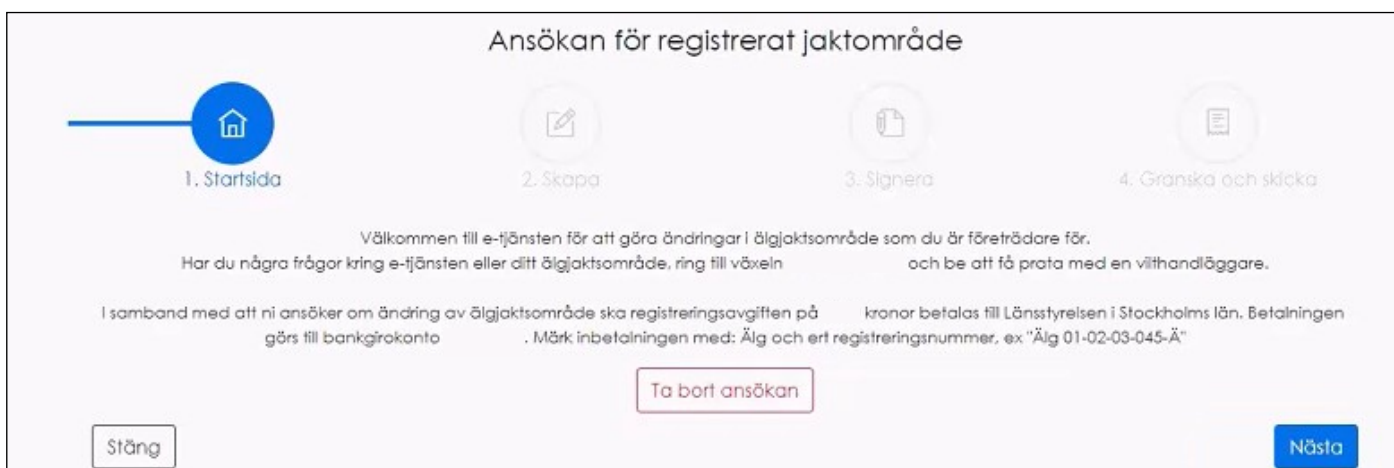 Ansökan för registrerat jaktområde
1. Startsida
2. Skapa
3. Signera
4. Granska och skicka
Välkommen till e-tjänsten för att göra ändringar i älgjaktsområde som du är företrädare för.
Har du några frågor kring e-tjänsten eller ditt älgjaktsområde, ring till växeln och be att få prata med en vilthandläggare.
I samband med att ni ansöker om ändring av älgjaktsområde ska registreringsavgiften på kronor betalas till Länsstyrelsen i Stockholms län. Betalningen
görs till bankgirokonto . Märk inbetalningen med: Älg och ert registreringsnummer, ex "Älg 01-02-03-045-Ä"
Ta bort ansökan
Stäng
Nästa